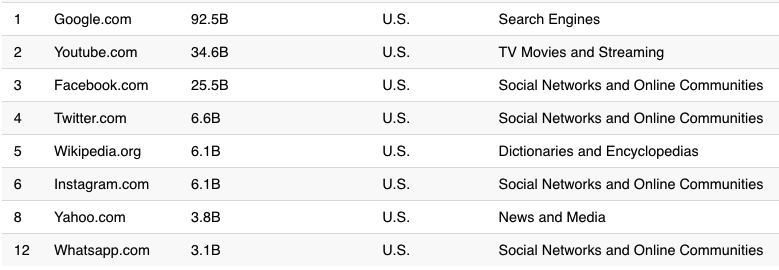 1 Google.com 92.5B U.S. Search Engines
2 Youtube.com 34.6B U.S. TV Movies and Streaming
3 Facebook.com 25.5B U.S. Social Networks and Online Communities
4 Twitter.com 6.6B U.S. Social Networks and Online Communities
5 Wikipedia.org 6.1B U.S. Dictionaries and Encyclopedias
6 Instagram.com 6.1B U.S. Social Networks and Online Communities
8 Yahoo.com 3.8B U.S. News and Media
12 Whatsapp.com 3.1B U.S. Social Networks and Online Communities